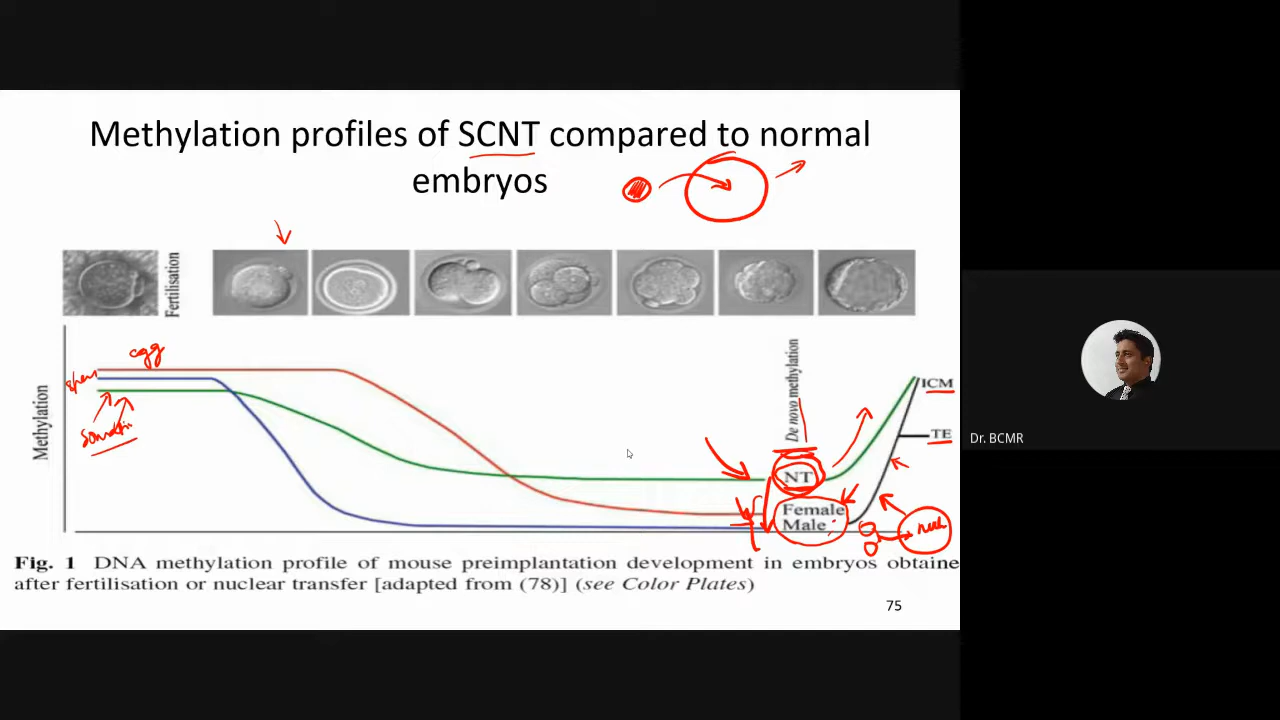 Methylation profiles of SCNT compared to normal
embryos
Fertilisation
egg
Methylation
De novo methylation
ICM
TE
NT
Female
Male
Dr. BCMR
Fig. 1 DNA methylation profile of mouse preimplantation development in embryos obtaine
after fertilisation or nuclear transfer [adapted from (78)] (see Color Plates)
75